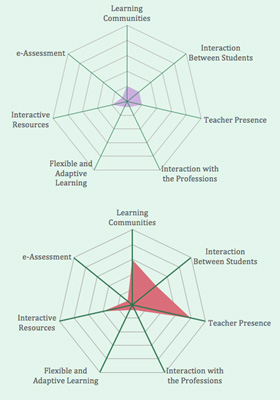 Learning
Communities
e-Assessment
Interaction
Between Students
Interactive
Resources
Teacher Presence
Flexible and
Adaptive
Learning
Interaction with
the Professions
Learning
Communities
e-Assessment
Interaction
Between Students
Interactive
Resources
Teacher Presence
Flexible and
Adaptive Learning
Interaction with
the Professions